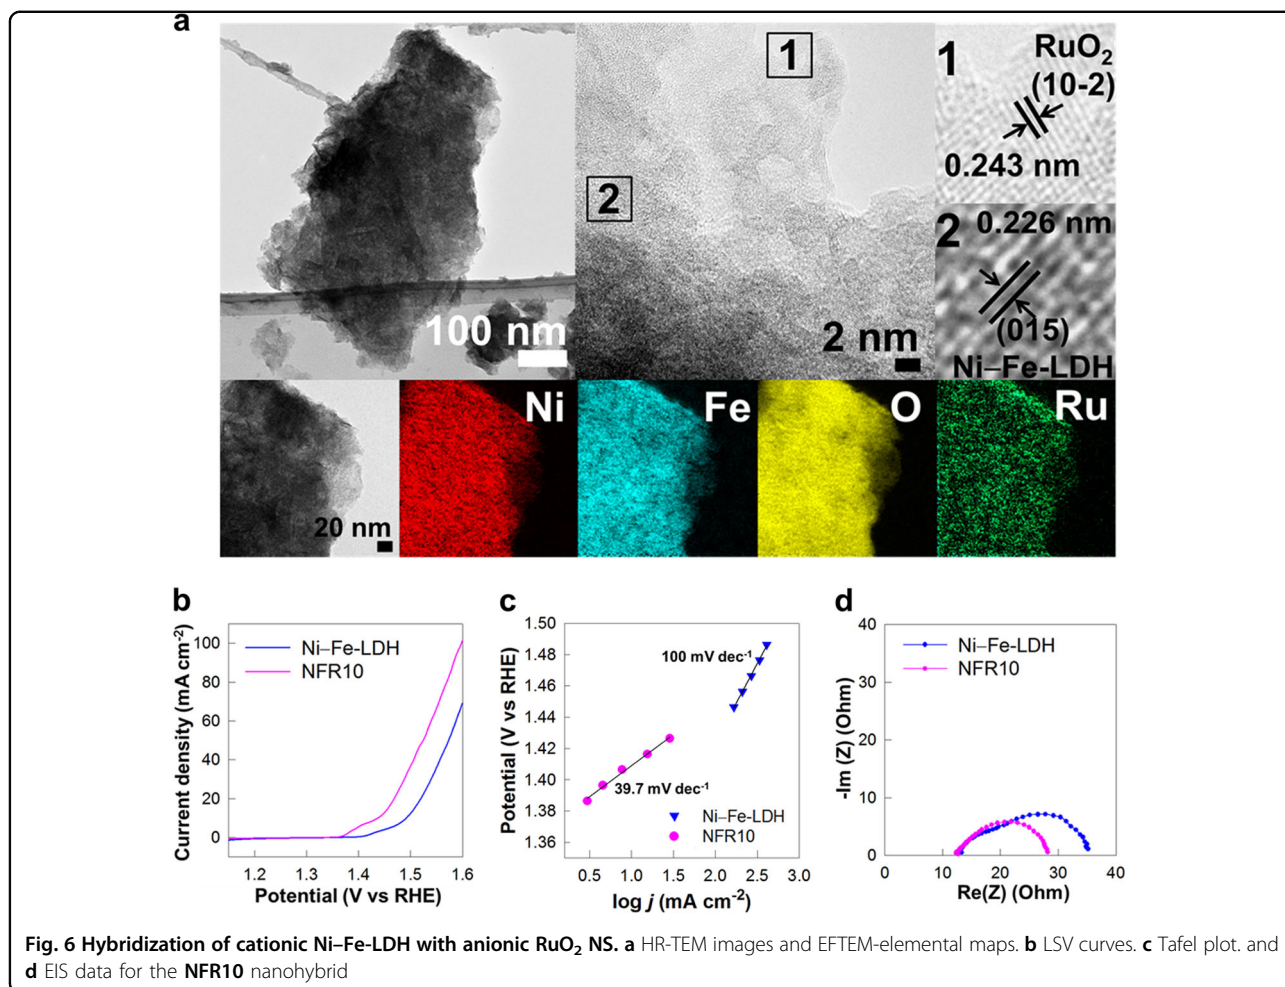 a
1
2
100 nm
2 nm
1
RuO₂
(10-2)
0.243 nm
2
0.226 nm
(015)
Ni–Fe-LDH
20 nm
Ni
Fe
O
Ru
b
Current density (mA cm⁻²)
100
80
60
40
20
0
Ni–Fe-LDH
NFR10
1.2 1.3 1.4 1.5 1.6
Potential (V vs RHE)
c
Potential (V vs RHE)
1.50
1.48
1.46
1.44
1.42
1.40
1.38
1.36
100 mV dec⁻¹
39.7 mV dec⁻¹
Ni–Fe-LDH
NFR10
0.5 1.0 1.5 2.0 2.5 3.0
log j (mA cm⁻²)
d
-Im (Z) (Ohm)
40
30
20
10
0
Ni–Fe-LDH
NFR10
0 10 20 30 40
Re(Z) (Ohm)
Fig. 6 Hybridization of cationic Ni–Fe-LDH with anionic RuO₂ NS. a HR-TEM images and EFTEM-elemental maps. b LSV curves. c Tafel plot. and
d EIS data for the NFR10 nanohybrid